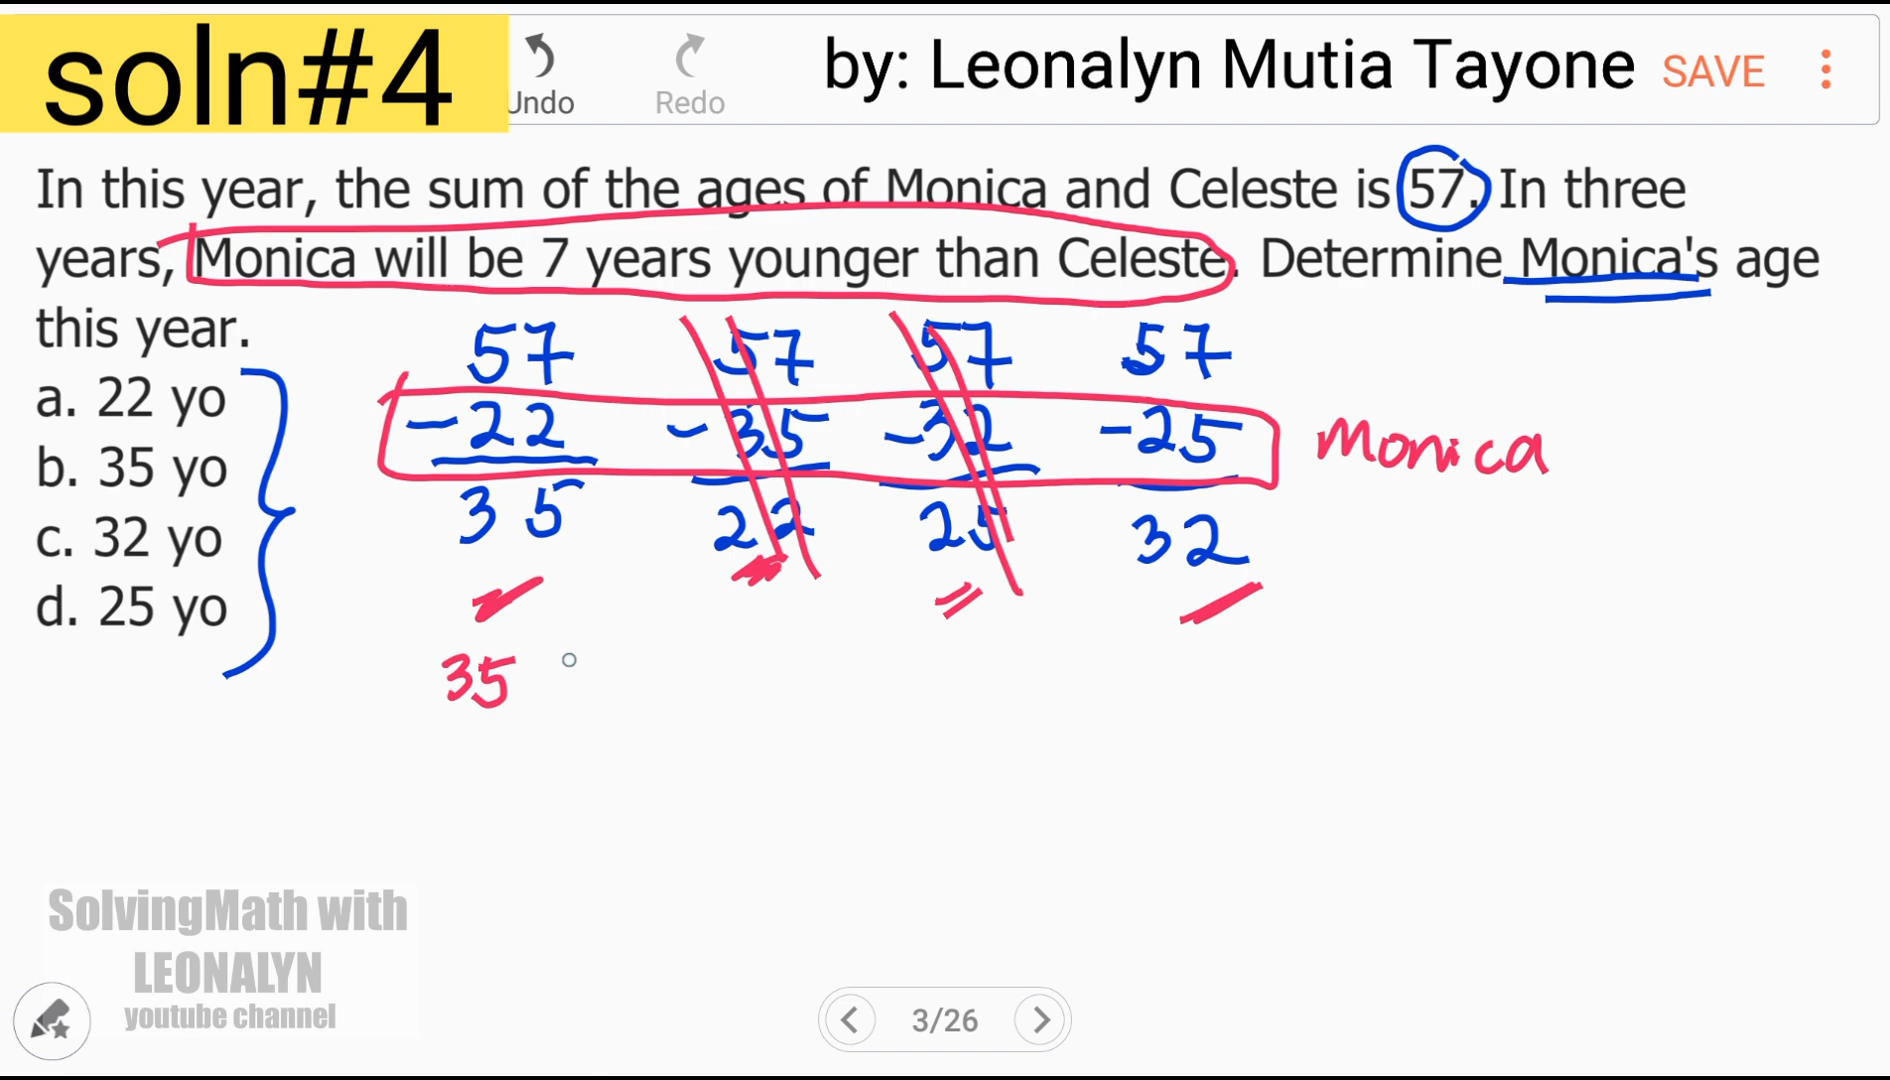 soln#4
Undo
Redo
by: Leonalyn Mutia Tayone
SAVE
In this year, the sum of the ages of Monica and Celeste is 57. In three
years, Monica will be 7 years younger than Celeste. Determine Monica's age
this year.
a. 22 yo
b. 35 yo
c. 32 yo
d. 25 yo
57 57 57 57
-22 -35 -32 -25 Monica
35 22 25 32
35
SolvingMath with
LEONALYN
youtube channel
3/26